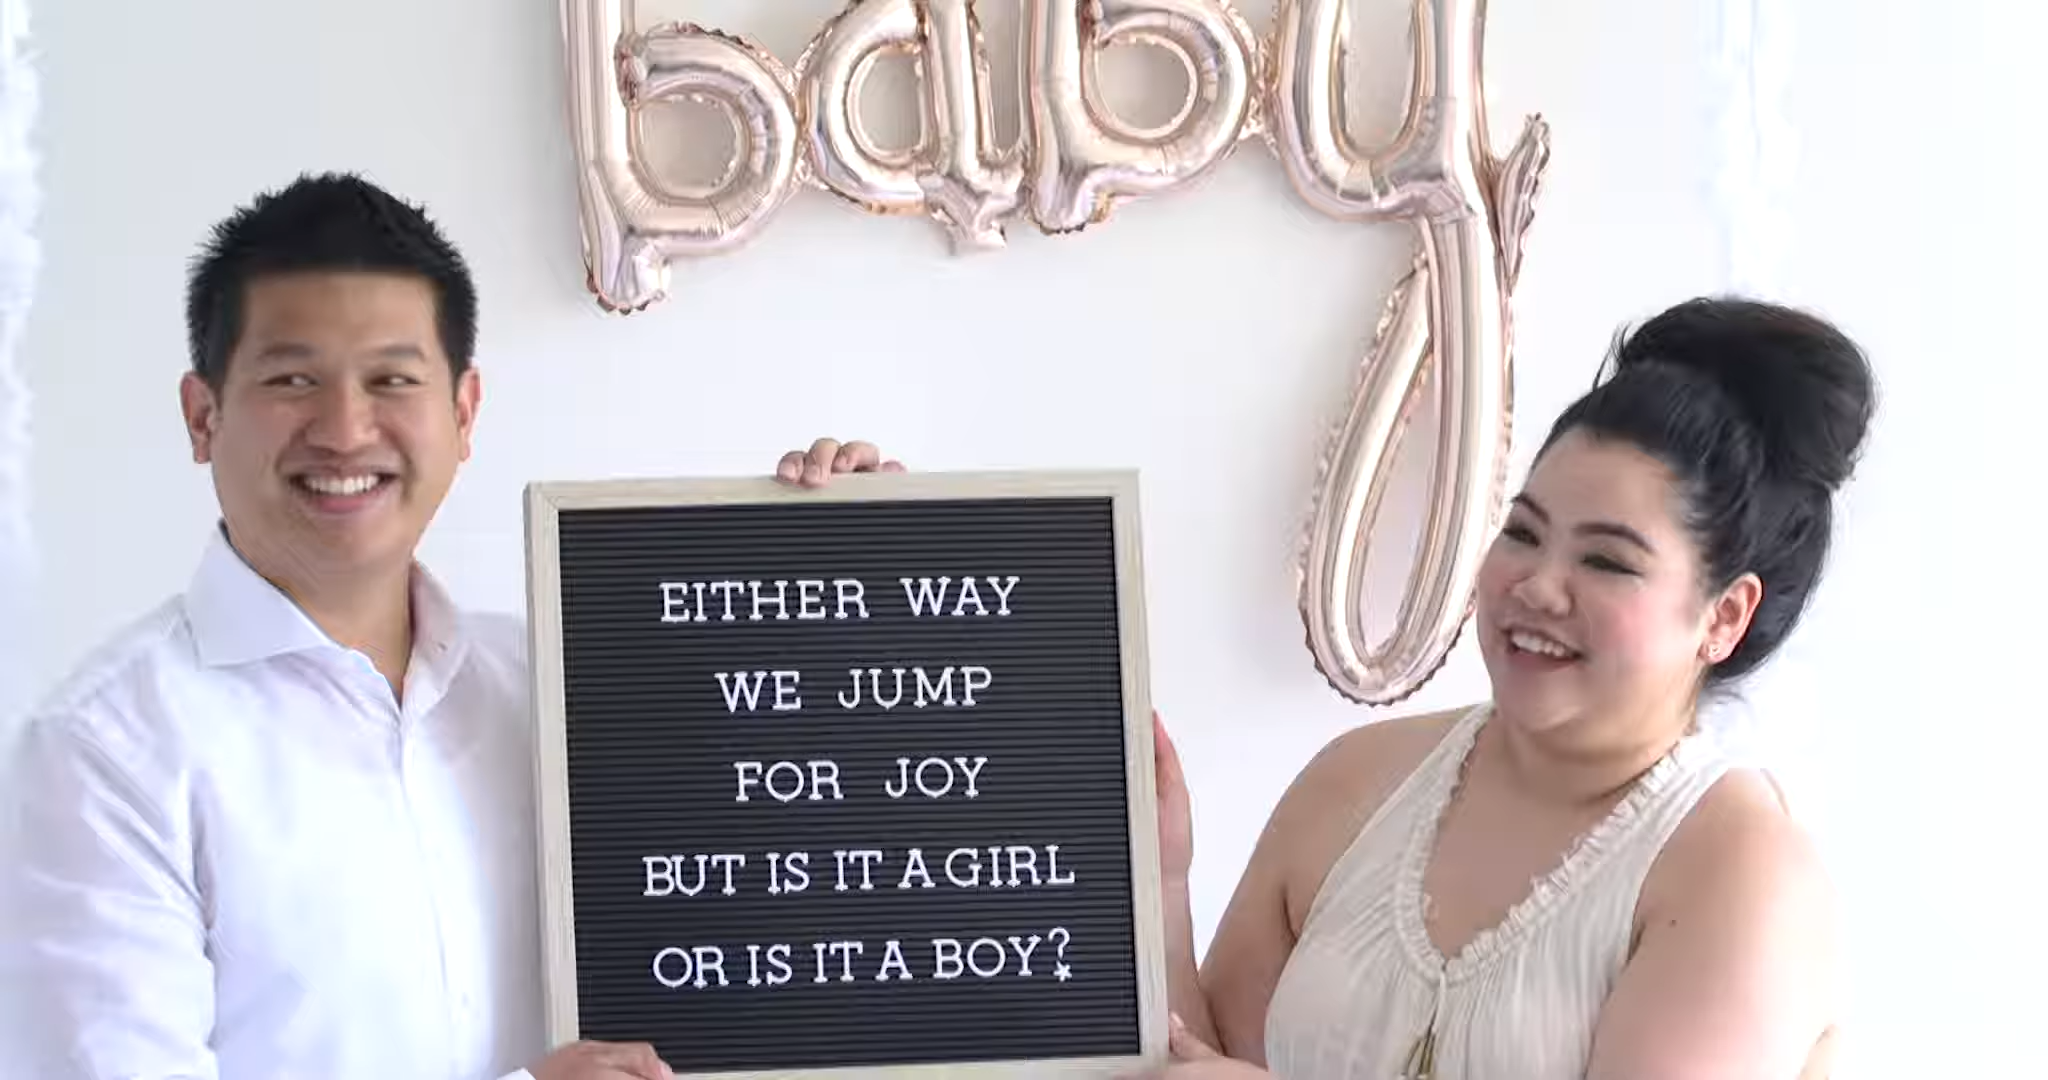 baby
EITHER WAY
WE JUMP
FOR JOY
BUT IS IT A GIRL
OR IS IT A BOY?